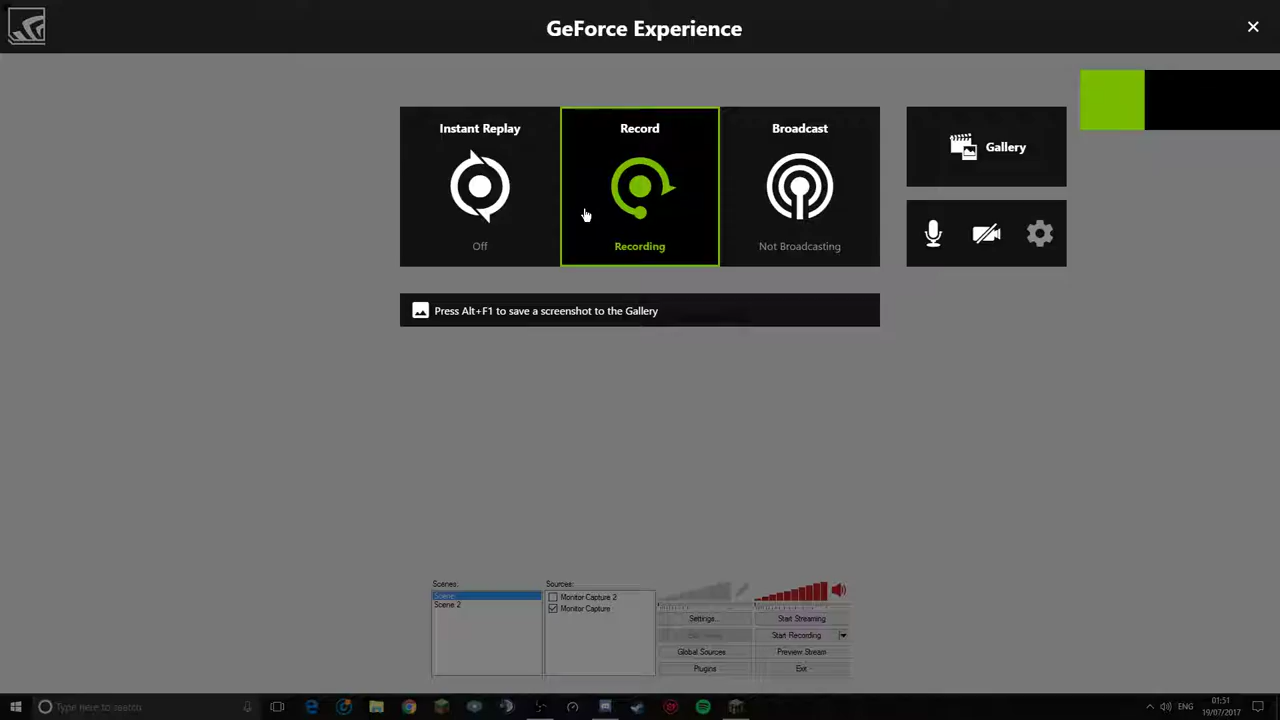 GeForce Experience
Instant Replay
Record
Broadcast
Gallery
Off
Recording
Not Broadcasting
Press Alt+F1 to save a screenshot to the Gallery
Scenes:
Sources:
Scene
Scene 2
Monitor Capture 2
Monitor Capture
Settings...
Start Streaming
Start Recording
Global Sources
Preview Stream
Plugins
Exit
Type here to search
ENG
01:51
19/07/2017